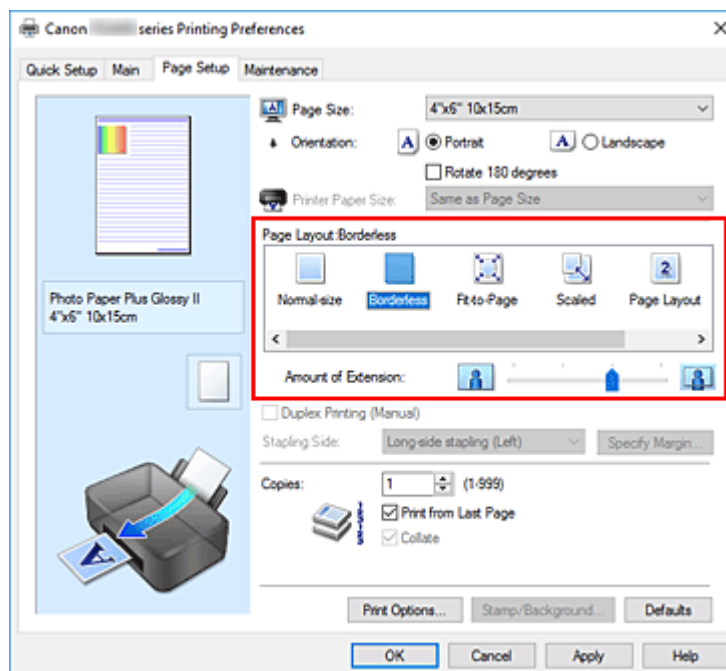 Canon series Printing Preferences
Quick Setup Main Page Setup Maintenance
Page Size: 4"x6" 10x15cm
Orientation: A Portrait A Landscape
Rotate 180 degrees
Printer Paper Size: Same as Page Size
Page Layout:Borderless
2
Normal-size Borderless Fit-to-Page Scaled Page Layout
Photo Paper Plus Glossy II
4"x6" 10x15cm
Amount of Extension:
Duplex Printing (Manual)
Stapling Side: Long-side stapling (Left) Specify Margin...
Copies: 1 (1-999)
Print from Last Page
Collate
A
Print Options... Stamp/Background... Defaults
OK Cancel Apply Help